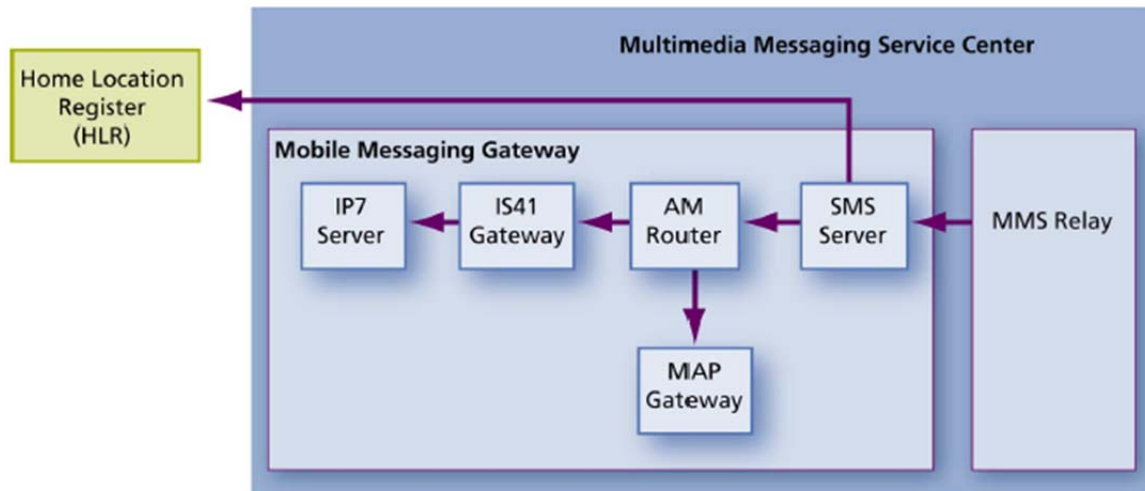 Multimedia Messaging Service Center
Home Location
Register
(HLR)
Mobile Messaging Gateway
IP7
Server
IS41
Gateway
AM
Router
SMS
Server
MMS Relay
MAP
Gateway